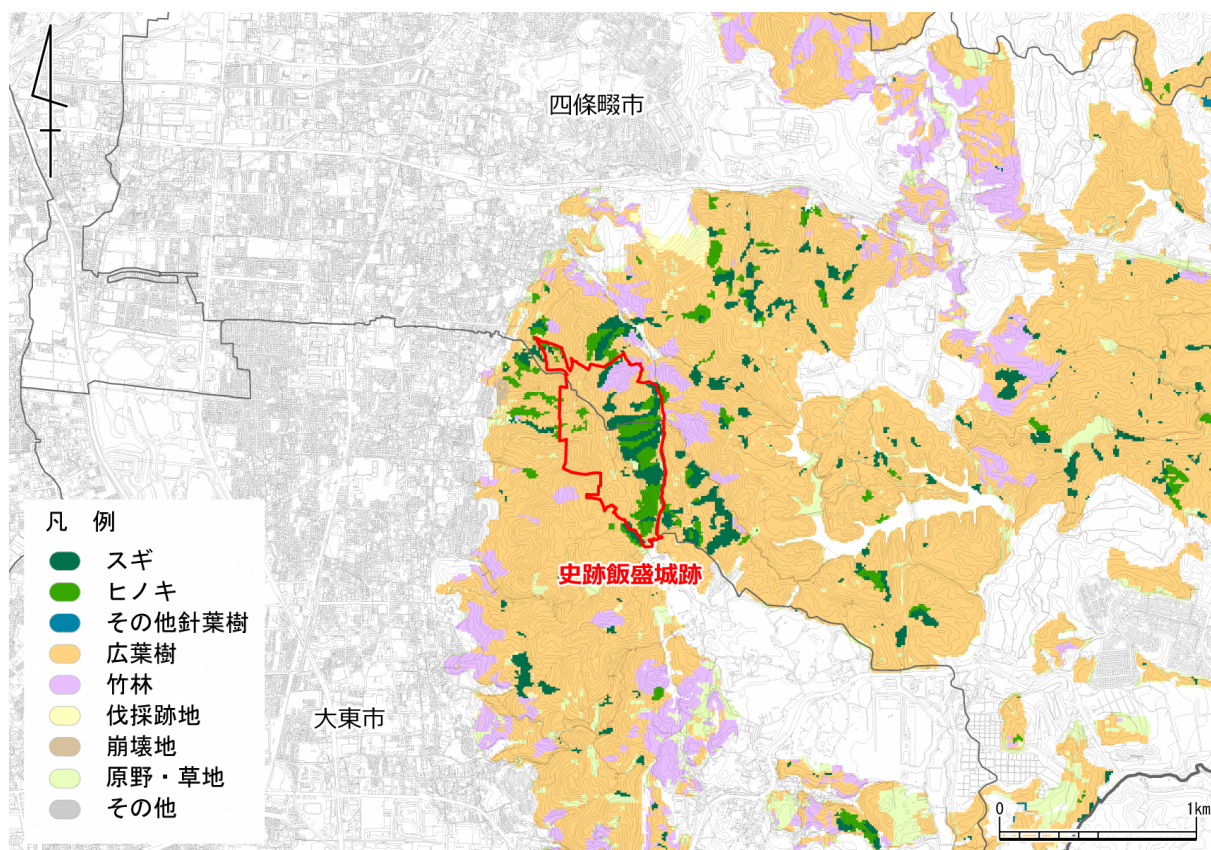 四條畷市
史跡飯盛城跡
大東市
凡 例
スギ
ヒノキ
その他針葉樹
広葉樹
竹林
伐採跡地
崩壊地
原野・草地
その他
0 1km